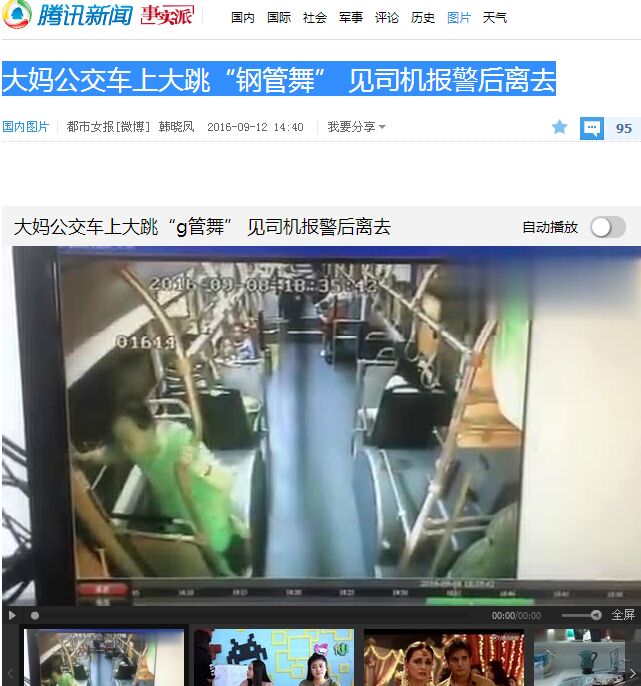 腾讯新闻 事实派 国内 国际 社会 军事 评论 历史 图片 天气
大妈公交车上大跳“钢管舞” 见司机报警后离去
国内图片 都市女报[微博] 韩晓凤 2016-09-12 14:40 我要分享 95
大妈公交车上大跳“g管舞” 见司机报警后离去 自动播放
2016-09-08 18:35:42
01614
2016-09-08 18:35:42
00:00/00:00 全屏